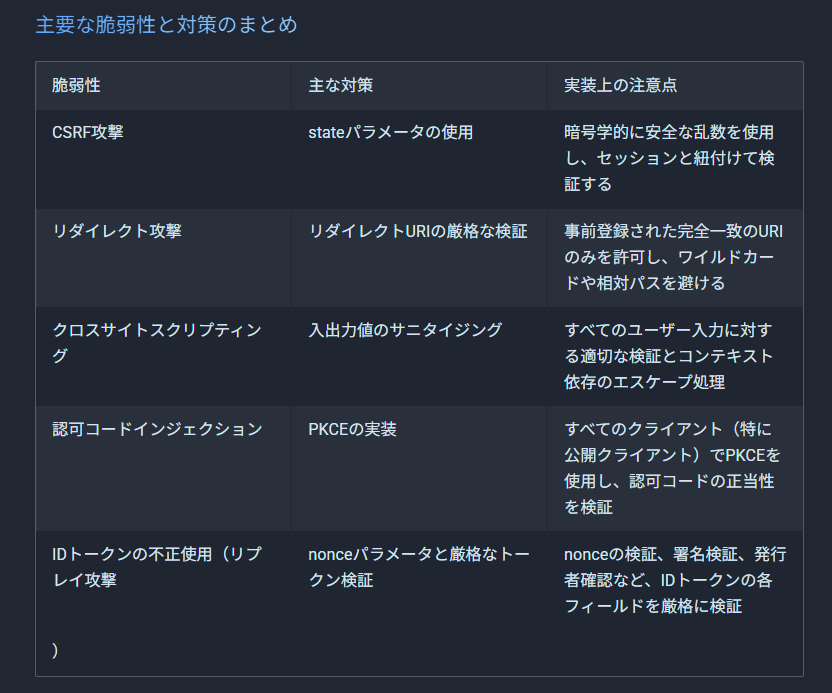 主要な脆弱性と対策のまとめ
脆弱性
主な対策
実装上の注意点
CSRF攻撃
stateパラメータの使用
暗号学的に安全な乱数を使用
し、セッションと紐付けて検
証する
リダイレクト攻撃
リダイレクトURIの厳格な検証
事前登録された完全一致のURI
のみを許可し、ワイルドカー
ドや相対パスを避ける
クロスサイトスクリプティン
グ
入出力値のサニタイジング
すべてのユーザー入力に対す
る適切な検証とコンテキスト
依存のエスケープ処理
認可コードインジェクション
PKCEの実装
すべてのクライアント（特に
公開クライアント）でPKCEを
使用し、認可コードの正当性
を検証
IDトークンの不正使用（リプ
レイ攻撃
）
nonceパラメータと厳格なトー
クン検証
nonceの検証、署名検証、発行
者確認など、IDトークンの各
フィールドを厳格に検証